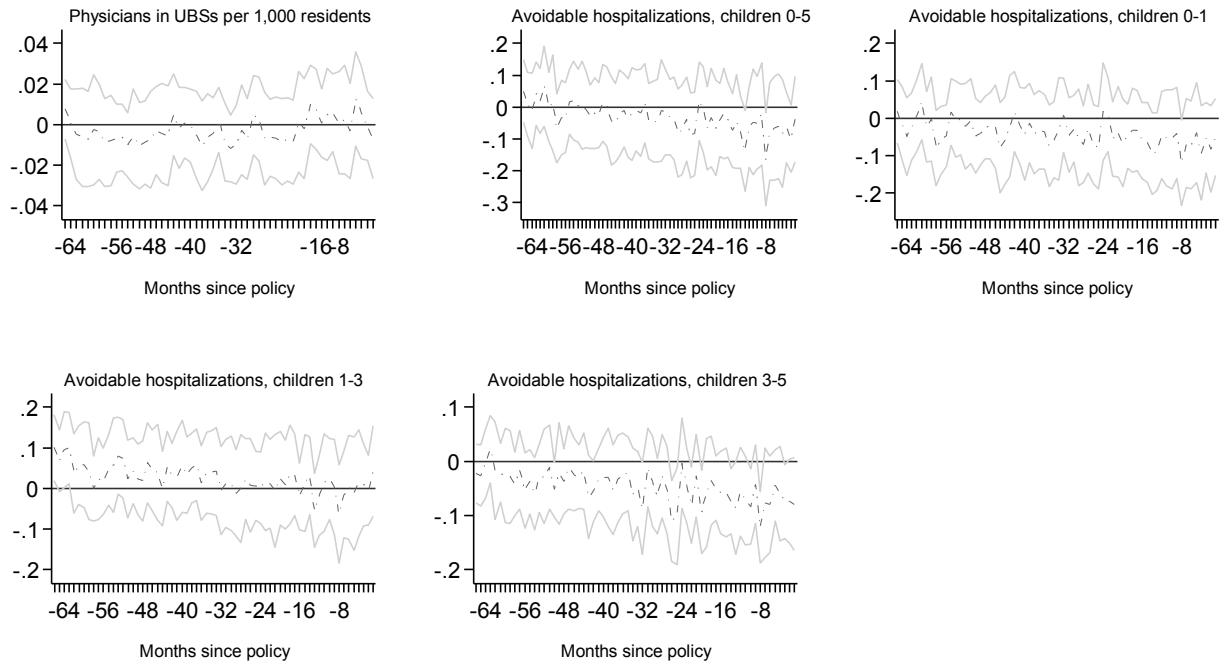 Physicians in UBSs per 1,000 residents
.04
.02
0
-.02
-.04
-64 -56 -48 -40 -32 -16 -8
Months since policy
Avoidable hospitalizations, children 0-5
.2
.1
0
-.1
-.2
-.3
-64 -56 -48 -40 -32 -24 -16 -8
Months since policy
Avoidable hospitalizations, children 0-1
.2
.1
0
-.1
-.2
-64 -56 -48 -40 -32 -24 -16 -8
Months since policy
Avoidable hospitalizations, children 1-3
.2
.1
0
-.1
-.2
-64 -56 -48 -40 -32 -24 -16 -8
Months since policy
Avoidable hospitalizations, children 3-5
.1
0
-.1
-.2
-64 -56 -48 -40 -32 -24 -16 -8
Months since policy